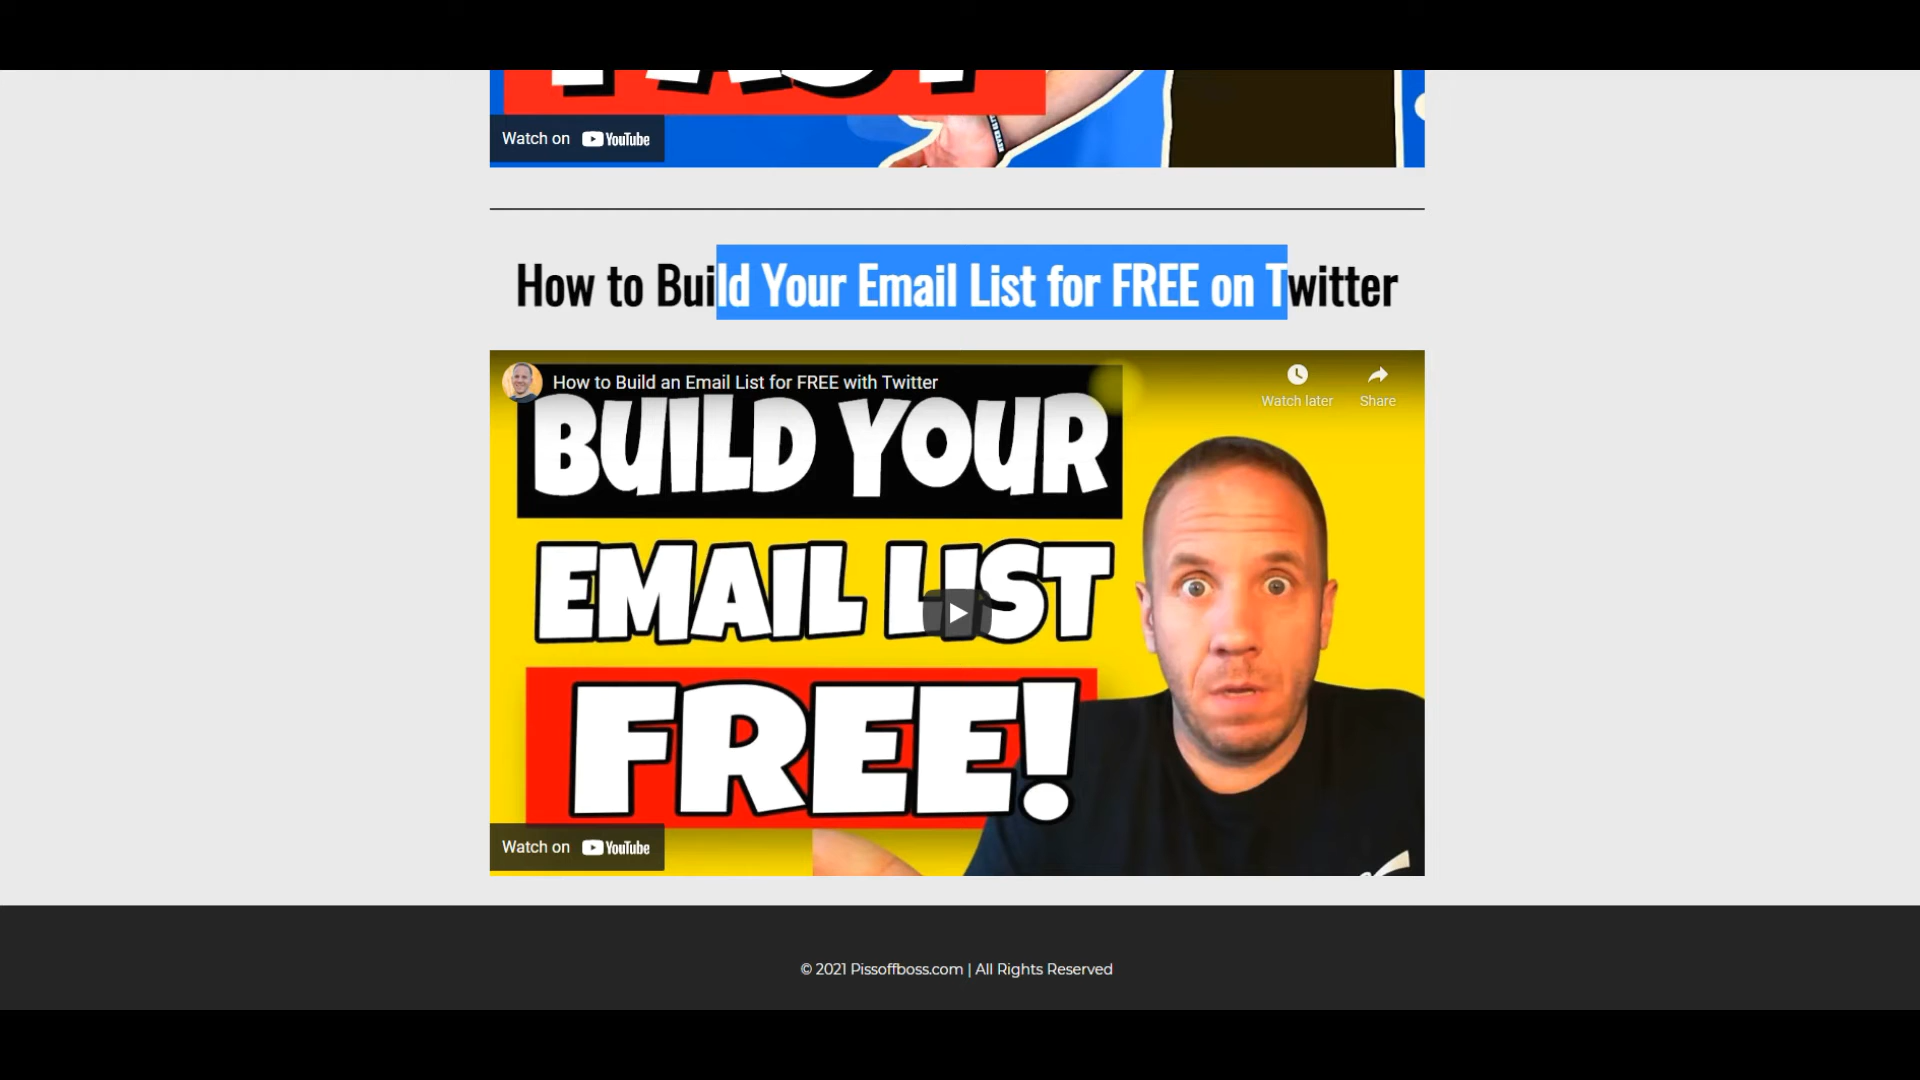 Watch on YouTube
How to Build Your Email List for FREE on Twitter
How to Build an Email List for FREE with Twitter
Watch later
Share
BUILD YOUR
EMAIL LIST
FREE!
Watch on YouTube
© 2021 Pissoffboss.com | All Rights Reserved